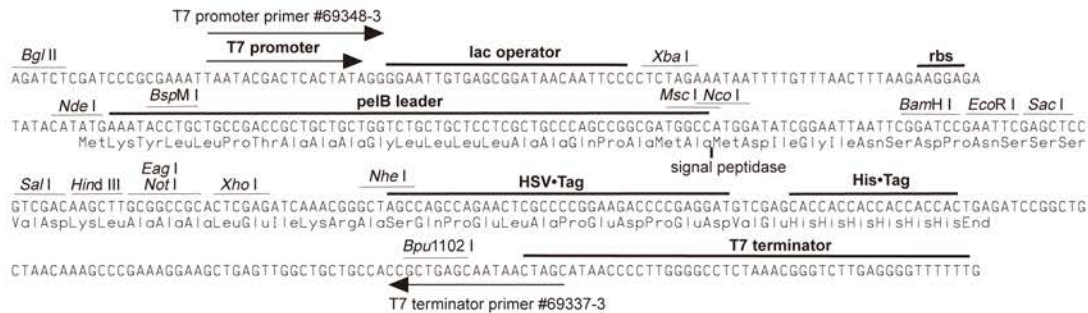 T7 promoter primer #69348-3
Bgl II T7 promoter lac operator Xba I rbs
AGATCTCGATCCCGCGAAATTAATACGACTCACTATAGGGGAATTGTGAGCGGATAACAATTCCCCTCTAGAAATAATTTTGTTTAACTTTAAGAAGGAGA
Nde I BspM I pelB leader Msc I Nco I BamH I EcoR I Sac I
TATACATATGAAATACCTGCTGCCGACCGCTGCTGCTGGTCTGCTGCTCCTCGCTGCCCAGCCGGCGATGGCCATGGATATCGGAATTAATTCGGATCCGAATTCGAGCTCC
MetLysTyrLeuLeuProThrAlaAlaAlaGlyLeuLeuLeuLeuAlaAlaGlnProAlaMetAlaMetAspIleGlyIleAsnSerAspProAsnSerSerSer
signal peptidase
Sal I Hind III Eag I Not I Xho I Nhe I HSV•Tag His•Tag
GTCGACAAGCTTGCGGCCGCACTCGAGATCAAACGGGCTAGCCAGCCAGAACTCGCCCCGGAAGACCCCGAGGATGTCGAGCACCACCACCACCACCACTGAGATCCGGCTG
ValAspLysLeuAlaAlaAlaLeuGluIleLysArgAlaSerGlnProGluLeuAlaProGluAspProGluAspValGluHisHisHisHisHisHisEnd
Bpu1102 I T7 terminator
CTAACAAAGCCCGAAAGGAAGCTGAGTTGGCTGCTGCCACCGCTGAGCAATAACTAGCATAACCCCTTGGGGCCTCTAAACGGGTCTTGAGGGGTTTTTTG
T7 terminator primer #69337-3